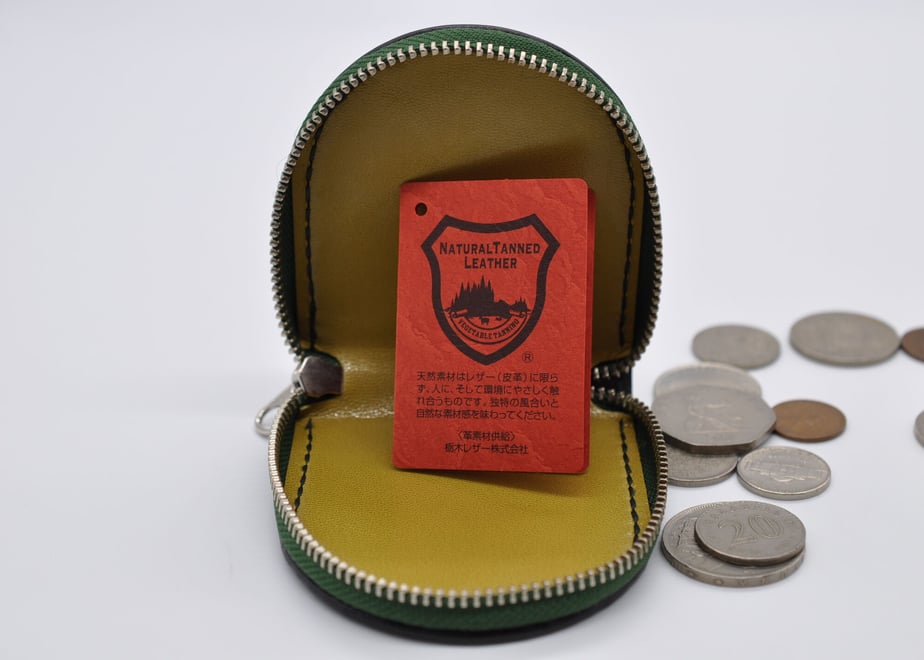 NATURALTANNED
LEATHER
VEGETABLE TANNING
®
天然素材はレザー（皮革）に限ら
ず、人に、そして環境にやさしく触
れ合うものです。独特の風合いと
自然な素材感を味わってください。
〈革素材供給〉
栃木レザー株式会社
20